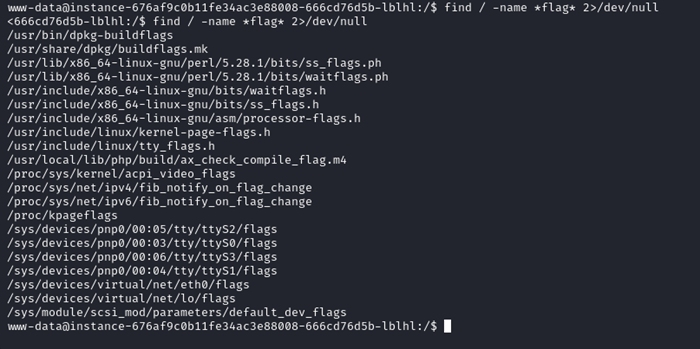 www-data@instance-676af9c0b11fe34ac3e88008-666cd76d5b-lblhl:/$ find / -name *flag* 2>/dev/null
<666cd76d5b-lblhl:/$ find / -name *flag* 2>/dev/null
/usr/bin/dpkg-buildflags
/usr/share/dpkg/buildflags.mk
/usr/lib/x86_64-linux-gnu/perl/5.28.1/bits/ss_flags.ph
/usr/lib/x86_64-linux-gnu/perl/5.28.1/bits/waitflags.ph
/usr/include/x86_64-linux-gnu/bits/waitflags.h
/usr/include/x86_64-linux-gnu/bits/ss_flags.h
/usr/include/x86_64-linux-gnu/asm/processor-flags.h
/usr/include/linux/kernel-page-flags.h
/usr/include/linux/tty_flags.h
/usr/local/lib/php/build/ax_check_compile_flag.m4
/proc/sys/kernel/acpi_video_flags
/proc/sys/net/ipv4/fib_notify_on_flag_change
/proc/sys/net/ipv6/fib_notify_on_flag_change
/proc/kpageflags
/sys/devices/pnp0/00:05/tty/ttyS2/flags
/sys/devices/pnp0/00:03/tty/ttyS0/flags
/sys/devices/pnp0/00:06/tty/ttyS3/flags
/sys/devices/pnp0/00:04/tty/ttyS1/flags
/sys/devices/virtual/net/eth0/flags
/sys/devices/virtual/net/lo/flags
/sys/module/scsi_mod/parameters/default_dev_flags
www-data@instance-676af9c0b11fe34ac3e88008-666cd76d5b-lblhl:/$